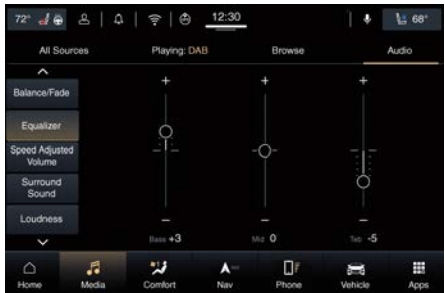 72° 12:30 68°
All Sources Playing: DAB Browse Audio
Balance/Fade
Equalizer
Speed Adjusted
Volume
Surround
Sound
Loudness
+ + +
- - -
Bass +3 Mid 0 Treb -5
Home Media Comfort Nav Phone Vehicle Apps